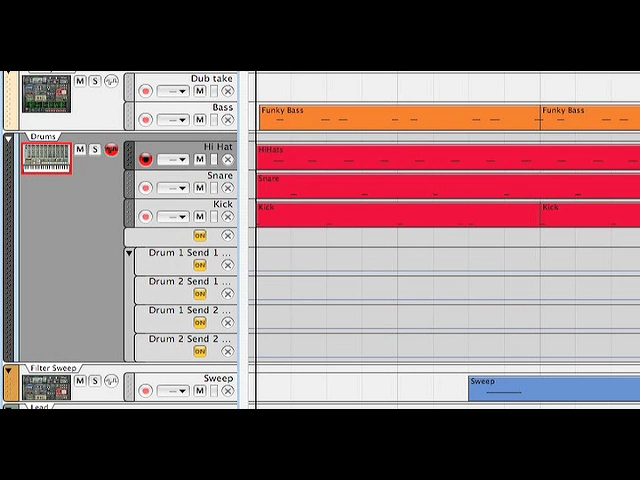 Dub take
M S
M
Bass
M
Funky Bass Funky Bass
Drums
M S
Hi Hat
M
HiHats
Snare
M
Snare
Kick
M
Kick Kick
ON
Drum 1 Send 1 ...
ON
Drum 2 Send 1 ...
ON
Drum 1 Send 2 ...
ON
Drum 2 Send 2 ...
ON
Filter Sweep
M S
Sweep
M
Sweep
Lead